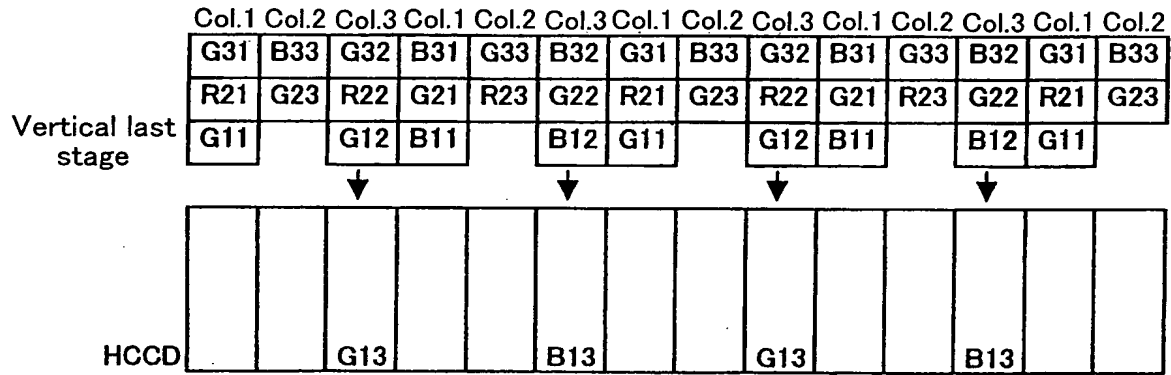 Col.1 Col.2 Col.3 Col.1 Col.2 Col.3 Col.1 Col.2 Col.3 Col.1 Col.2 Col.3 Col.1 Col.2
G31 B33 G32 B31 G33 B32 G31 B33 G32 B31 G33 B32 G31 B33
R21 G23 R22 G21 R23 G22 R21 G23 R22 G21 R23 G22 R21 G23
Vertical last
stage
G11 G12 B11 B12 G11 G12 B11 B12 G11
HCCD G13 B13 G13 B13